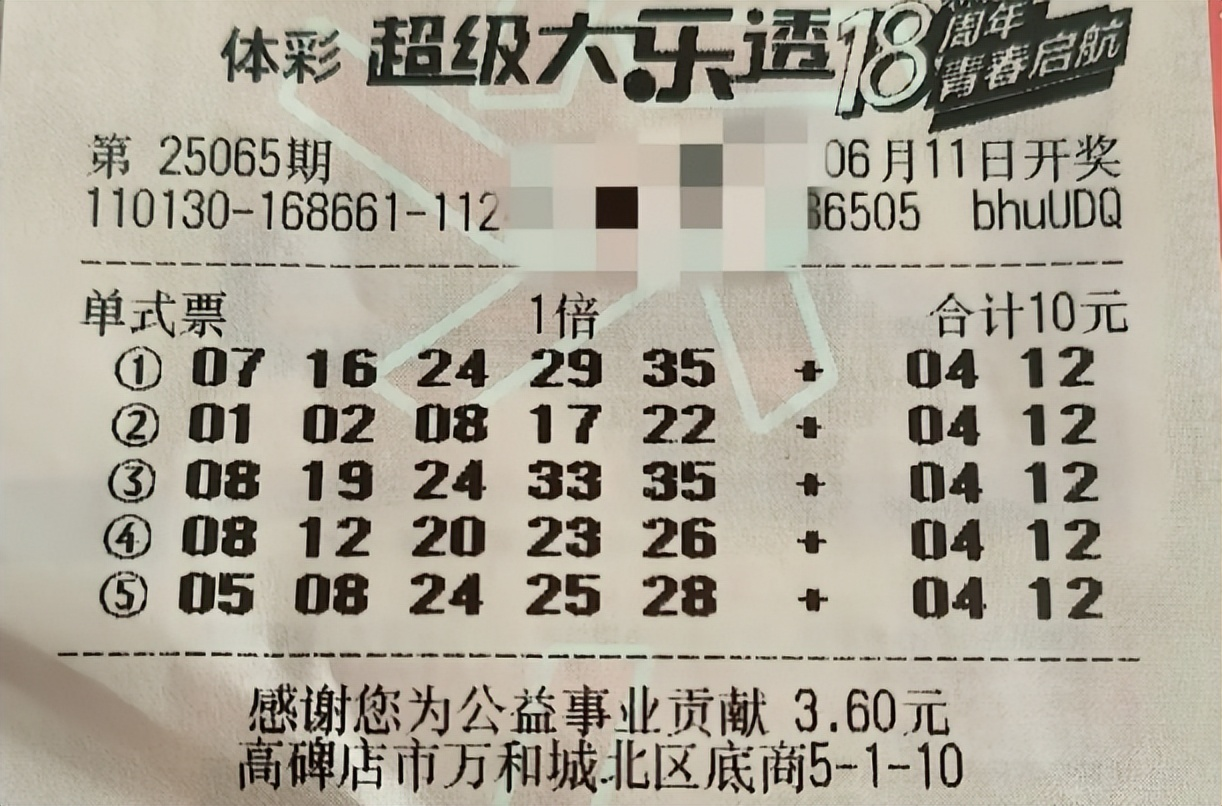 体彩 超级大乐透 18 周年 青春启航
第 25065期 06月11日开奖
110130-168661-112 86505 bhuUDQ
单式票 1倍 合计10元
① 07 16 24 29 35 + 04 12
② 01 02 08 17 22 + 04 12
③ 08 19 24 33 35 + 04 12
④ 08 12 20 23 26 + 04 12
⑤ 05 08 24 25 28 + 04 12
感谢您为公益事业贡献 3.60元
高碑店市万和城北区底商5-1-10